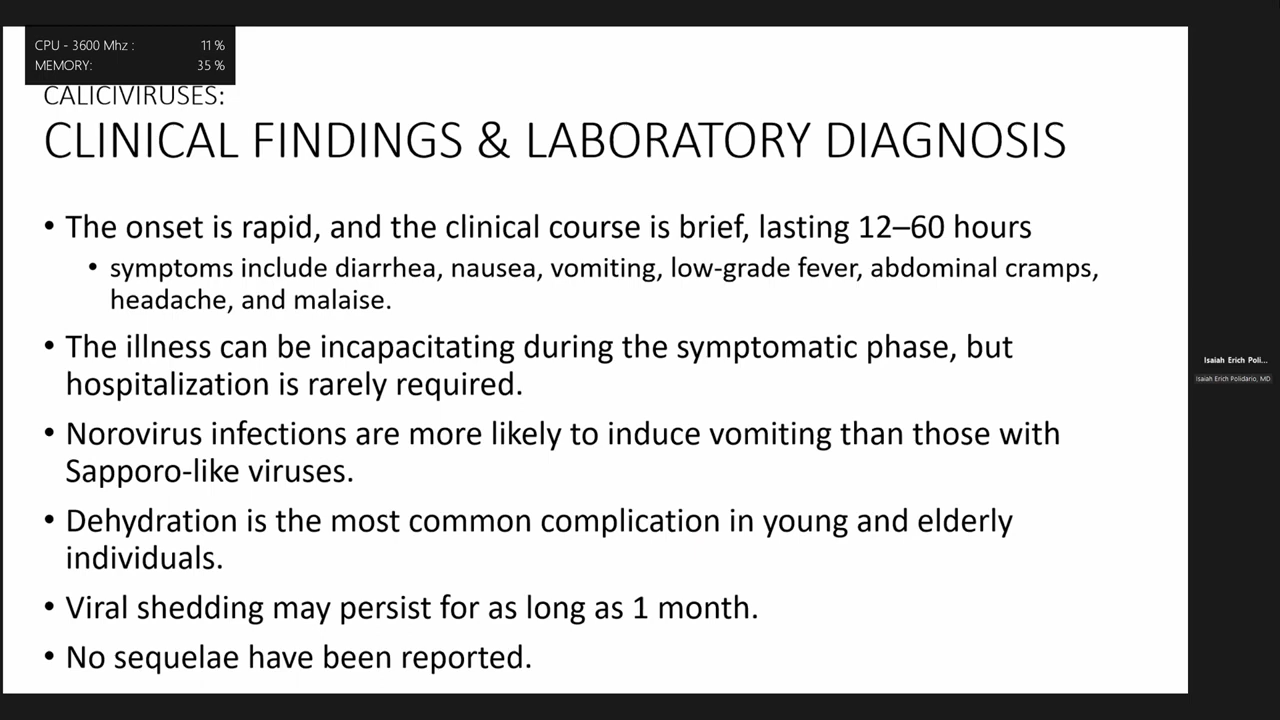 CPU - 3600 Mhz : 11 %
MEMORY: 35 %
CALICIVIRUSES:
CLINICAL FINDINGS & LABORATORY DIAGNOSIS
• The onset is rapid, and the clinical course is brief, lasting 12–60 hours
• symptoms include diarrhea, nausea, vomiting, low-grade fever, abdominal cramps,
headache, and malaise.
• The illness can be incapacitating during the symptomatic phase, but
hospitalization is rarely required.
• Norovirus infections are more likely to induce vomiting than those with
Sapporo-like viruses.
• Dehydration is the most common complication in young and elderly
individuals.
• Viral shedding may persist for as long as 1 month.
• No sequelae have been reported.
Isaiah Erich Poli...
Isaiah Erich Polidario, MD